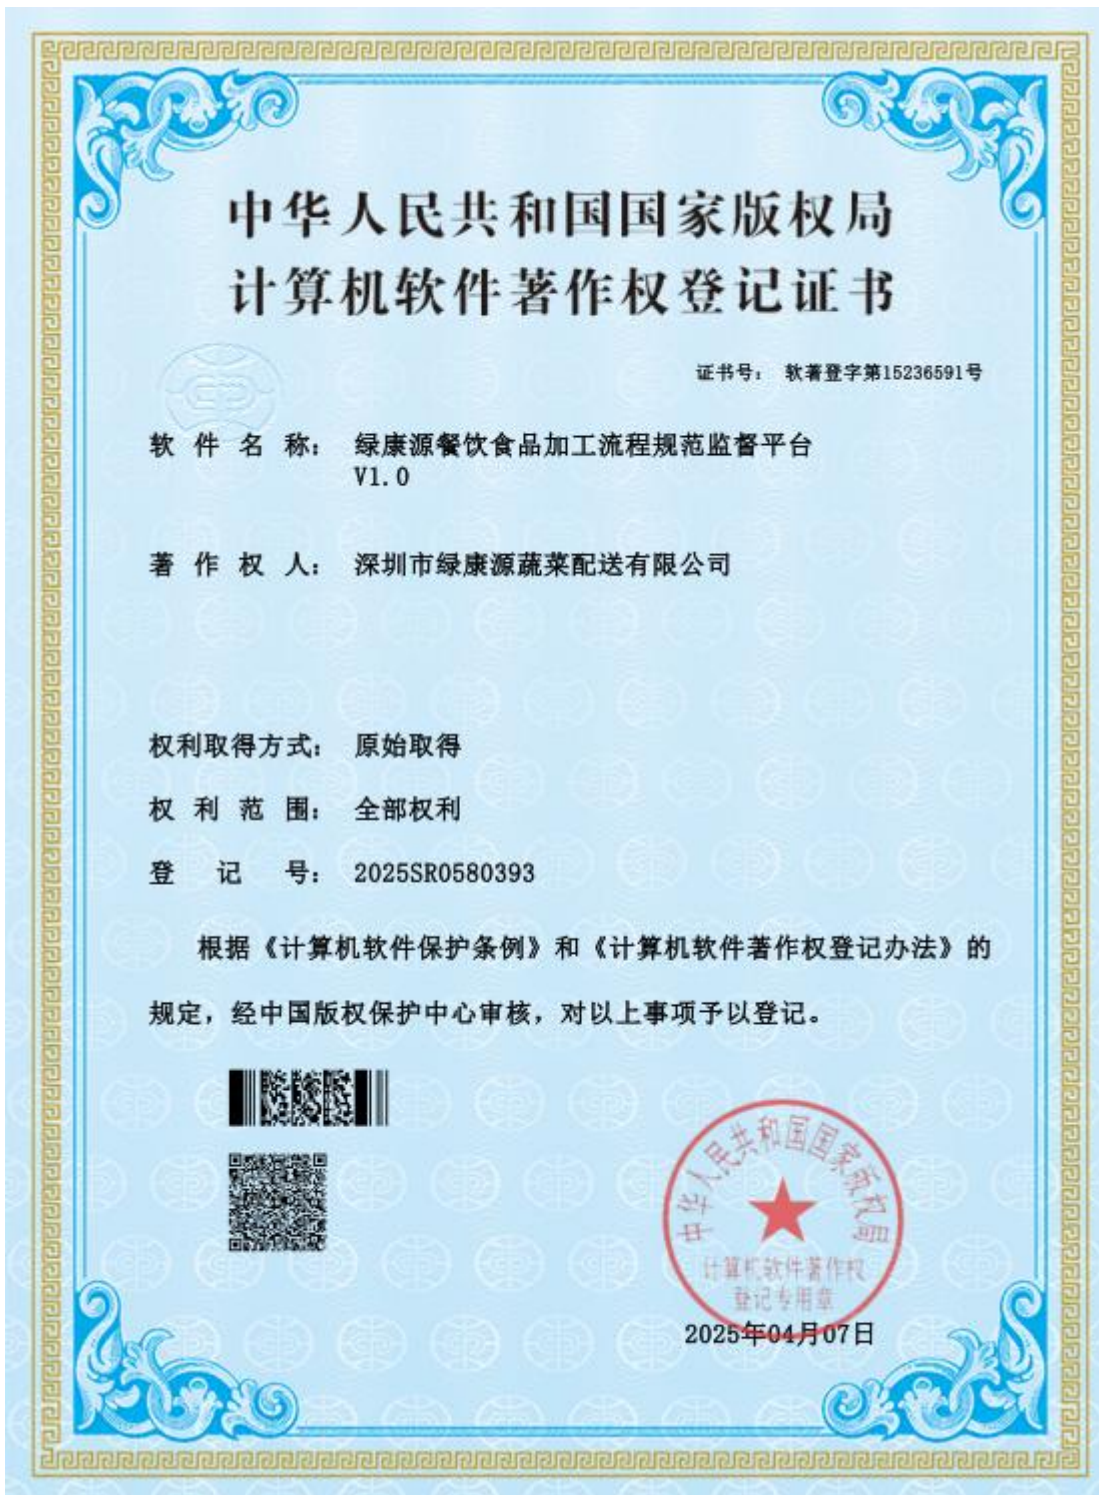 中华人民共和国国家版权局
计算机软件著作权登记证书
证书号： 软著登字第15236591号
软件名称： 绿康源餐饮食品加工流程规范监督平台
V1.0
著作权人： 深圳市绿康源蔬菜配送有限公司
权利取得方式： 原始取得
权利范围： 全部权利
登记号： 2025SR0580393
根据《计算机软件保护条例》和《计算机软件著作权登记办法》的
规定，经中国版权保护中心审核，对以上事项予以登记。
中华人民共和国国家版权局
计算机软件著作权
登记专用章
2025年04月07日